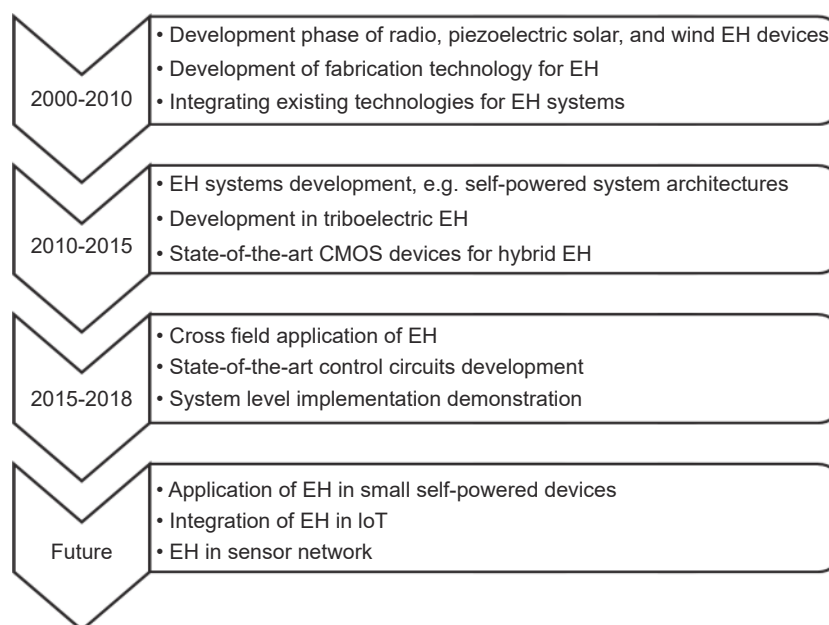 • Development phase of radio, piezoelectric solar, and wind EH devices
• Development of fabrication technology for EH
2000-2010
• Integrating existing technologies for EH systems
• EH systems development, e.g. self-powered system architectures
• Development in triboelectric EH
2010-2015
• State-of-the-art CMOS devices for hybrid EH
• Cross field application of EH
• State-of-the-art control circuits development
2015-2018
• System level implementation demonstration
• Application of EH in small self-powered devices
• Integration of EH in IoT
Future
• EH in sensor network